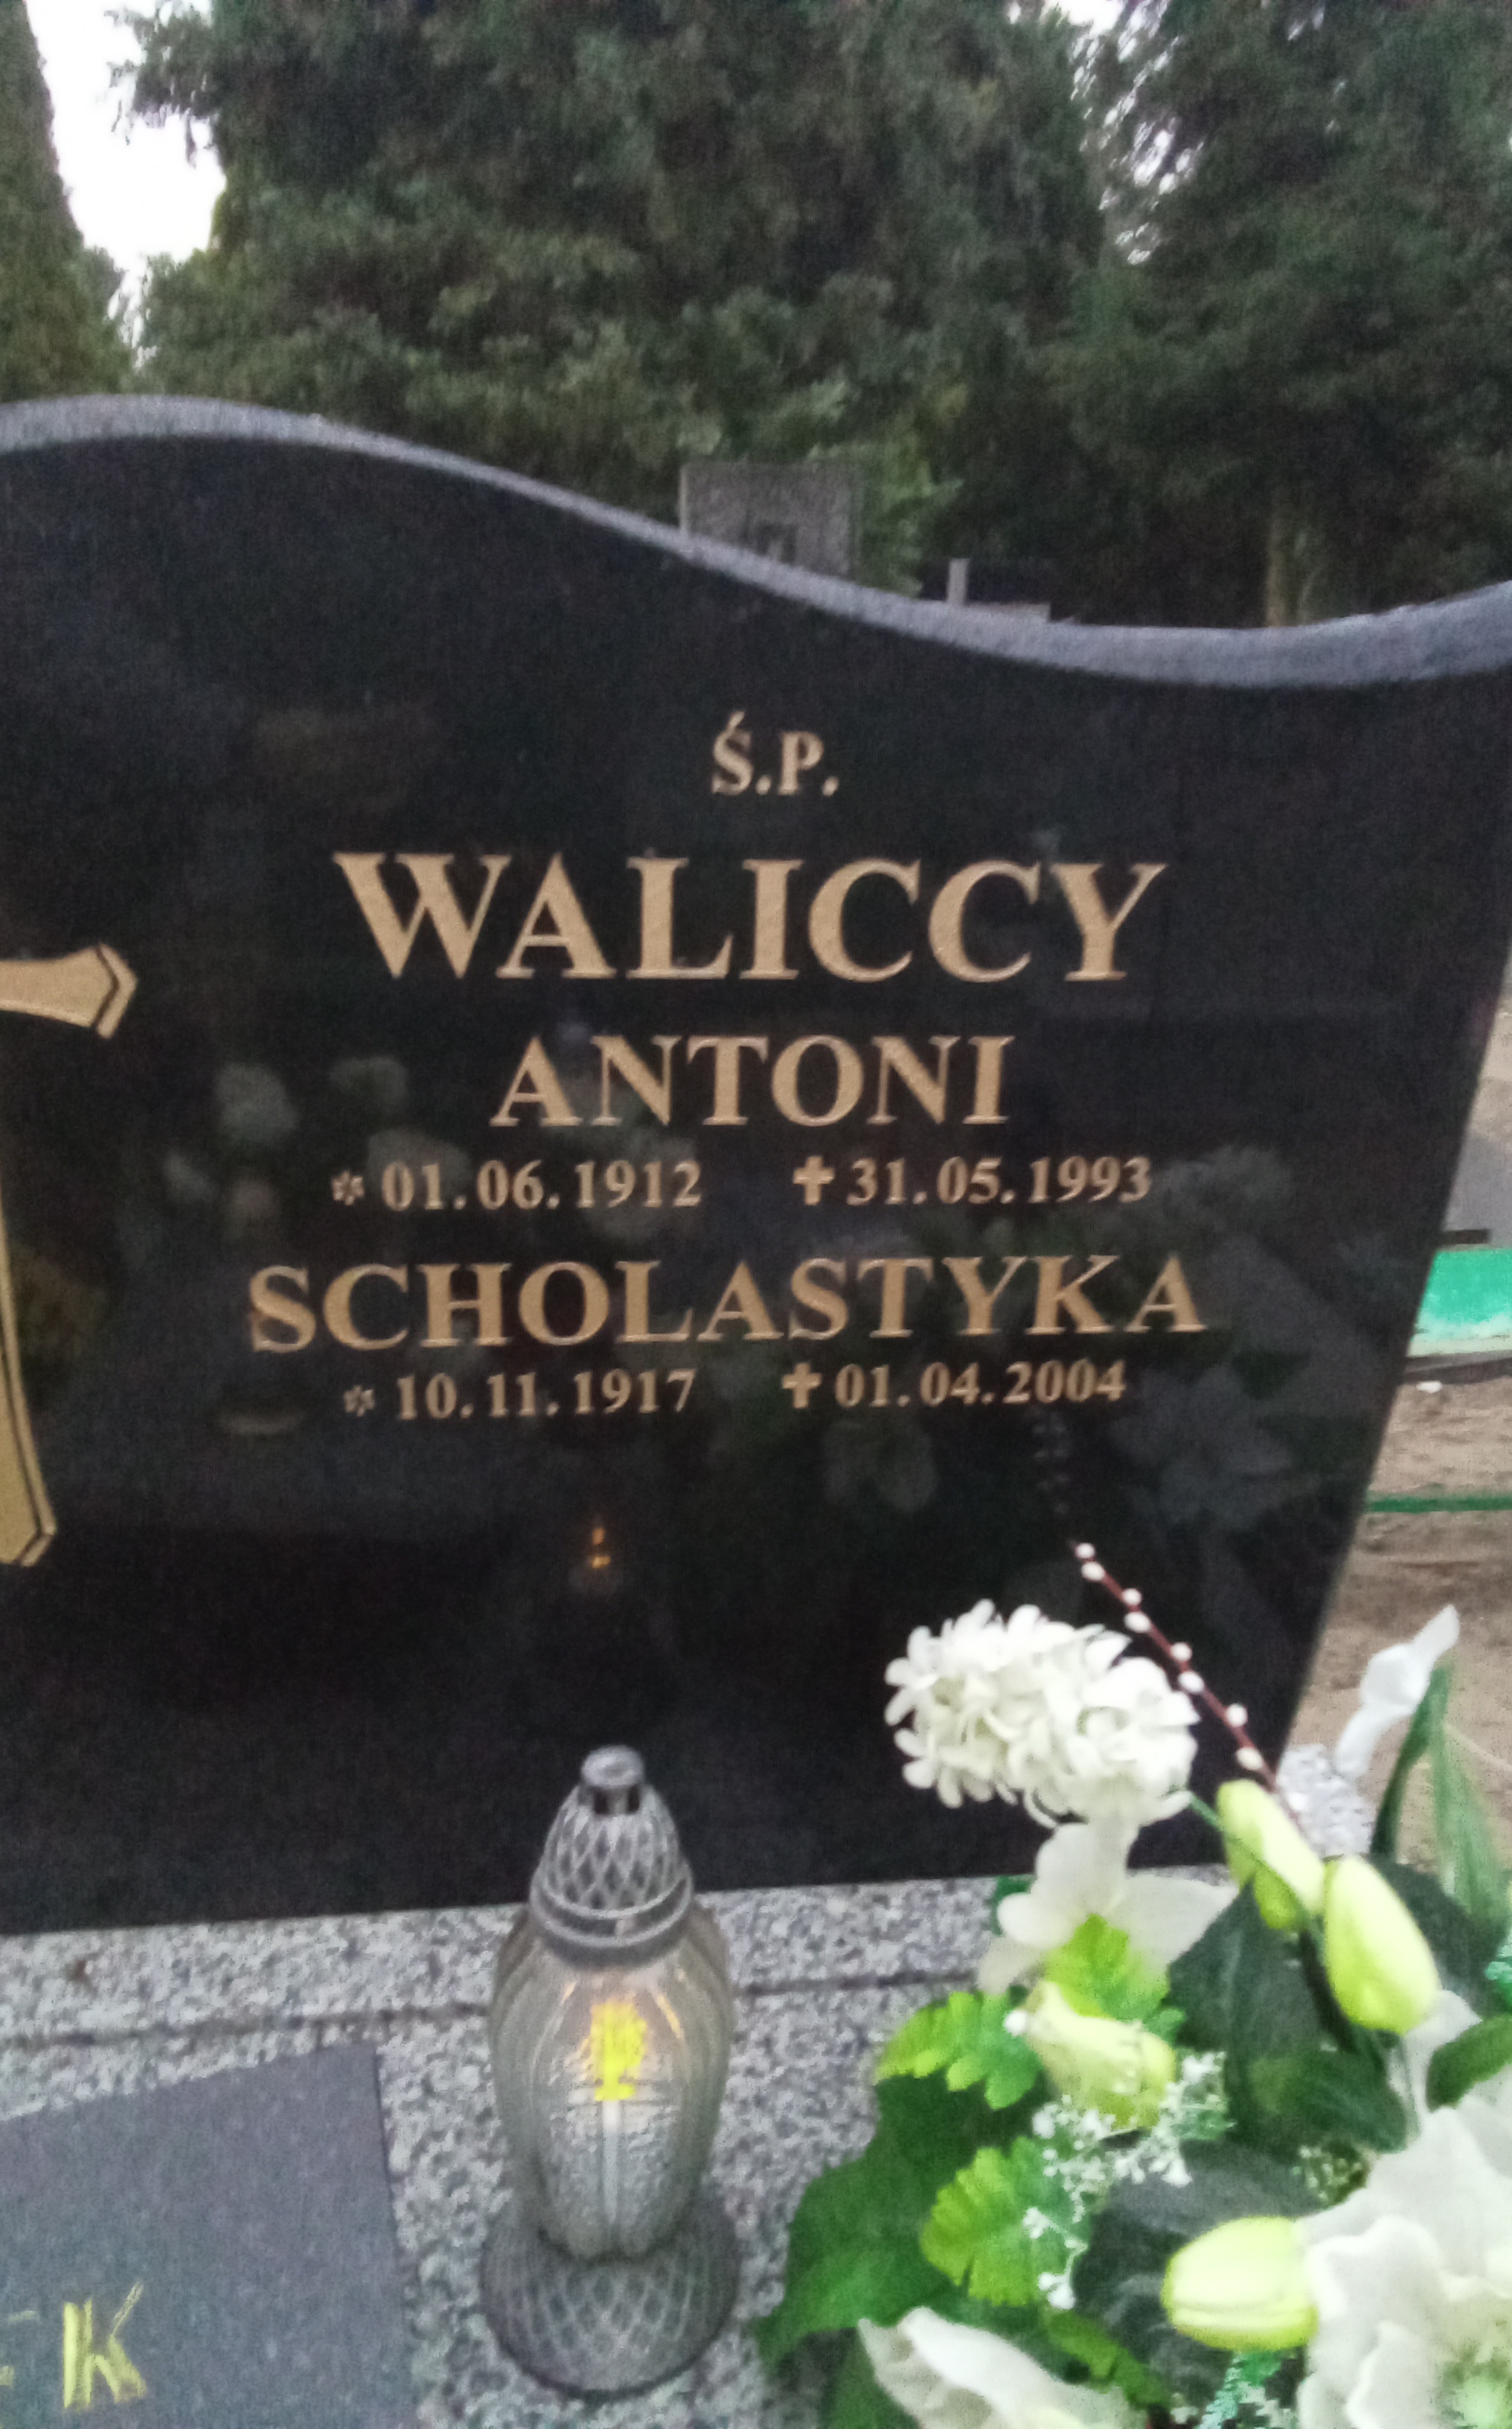 Ś.P.
WALICCY
ANTONI
* 01.06.1912 ✝ 31.05.1993
SCHOLASTYKA
* 10.11.1917 ✝ 01.04.2004